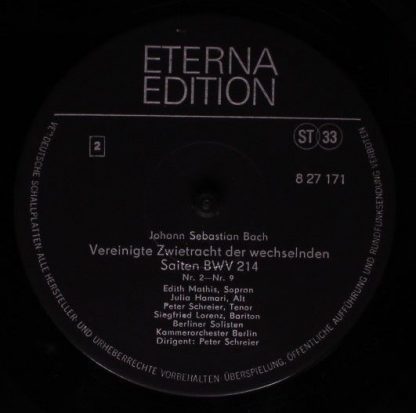 ETERNA
EDITION
2
ST 33
8 27 171
Johann Sebastian Bach
Vereinigte Zwietracht der wechselnden
Saiten BWV 214
Nr. 2—Nr. 9
Edith Mathis, Sopran
Julia Hamari, Alt
Peter Schreier, Tenor
Siegfried Lorenz, Bariton
Berliner Solisten
Kammerorchester Berlin
Dirigent: Peter Schreier
DEUTSCHE SCHALLPLATTEN ALLE HERSTELLER - UND URHEBERRECHTE VORBEHALTEN ÜBERSPIELUNG, ÖFFENTLICHE AUFFÜHRUNG UND RUNDFUNKSENDUNG VERBOTEN